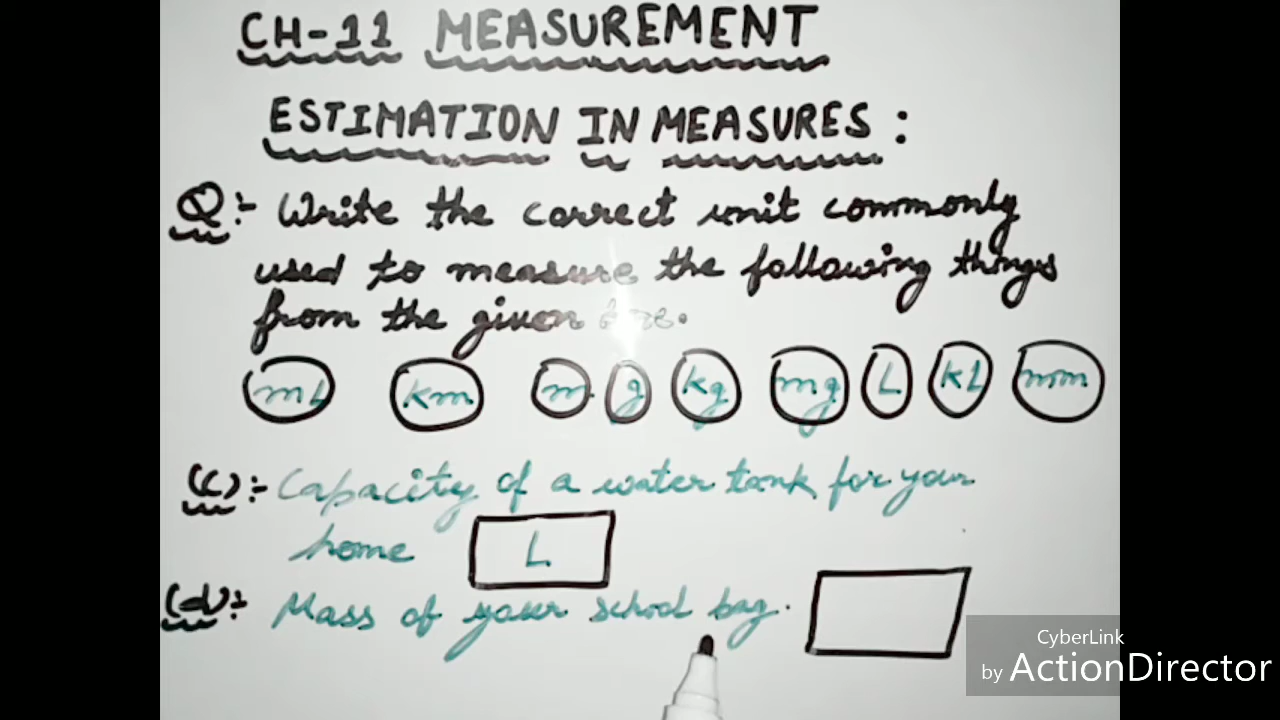 CH-11 MEASUREMENT
ESTIMATION IN MEASURES :
Q:- Write the correct unit commonly
used to measure the following things
from the given
mL km m g kg mg L kL mm
(c):- Capacity of a water tank for your
home L
(d):- Mass of your school bag.
CyberLink
by ActionDirector